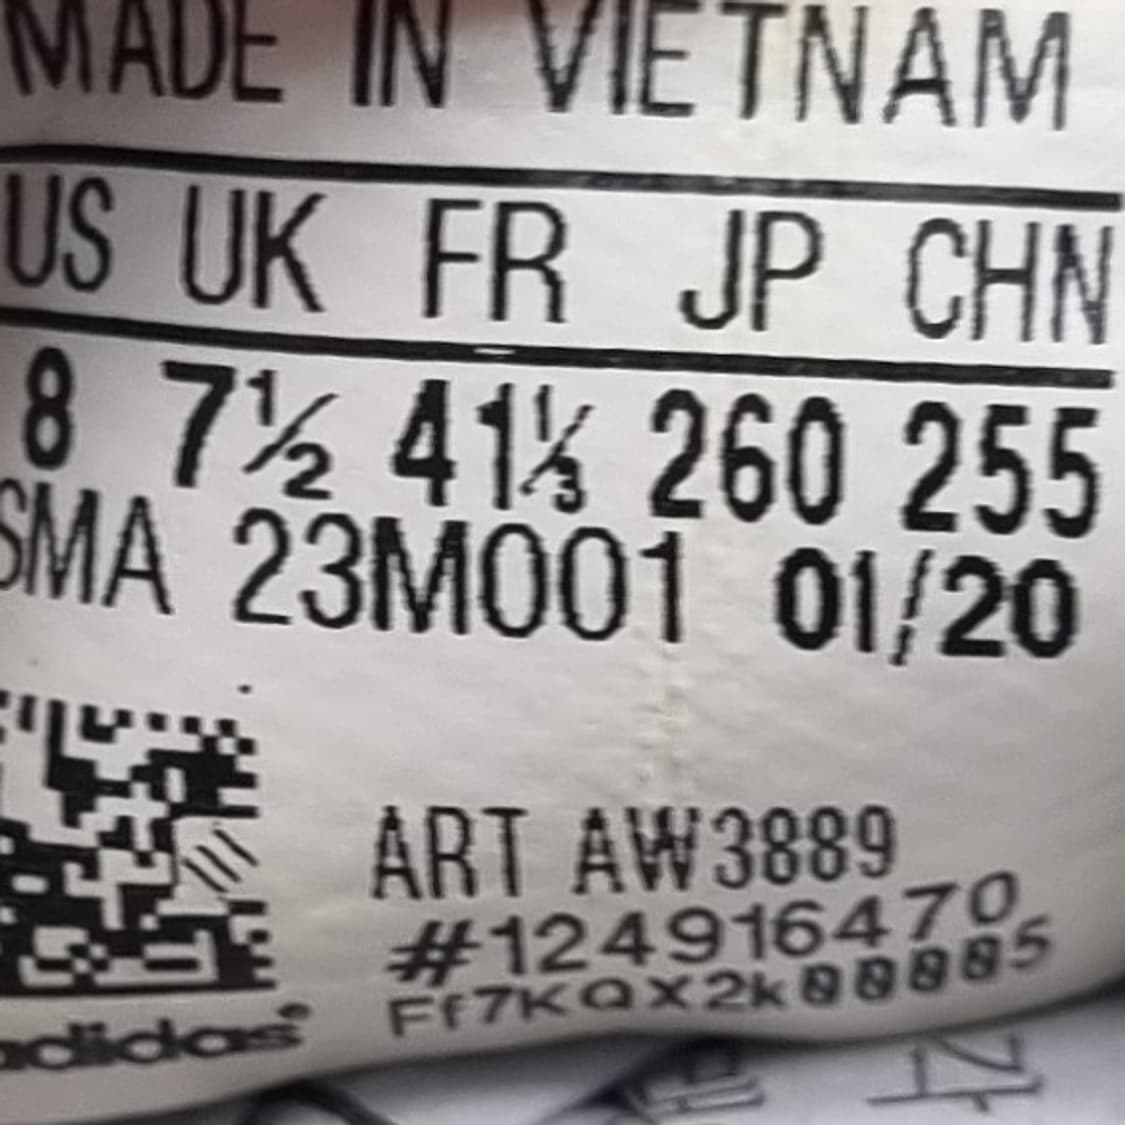 MADE IN VIETNAM
US UK FR JP CHN
8 7½ 41⅓ 260 255
SMA 23M001 01/20
ART AW3889
#124916470
Ff7KQX2k00005
adidas